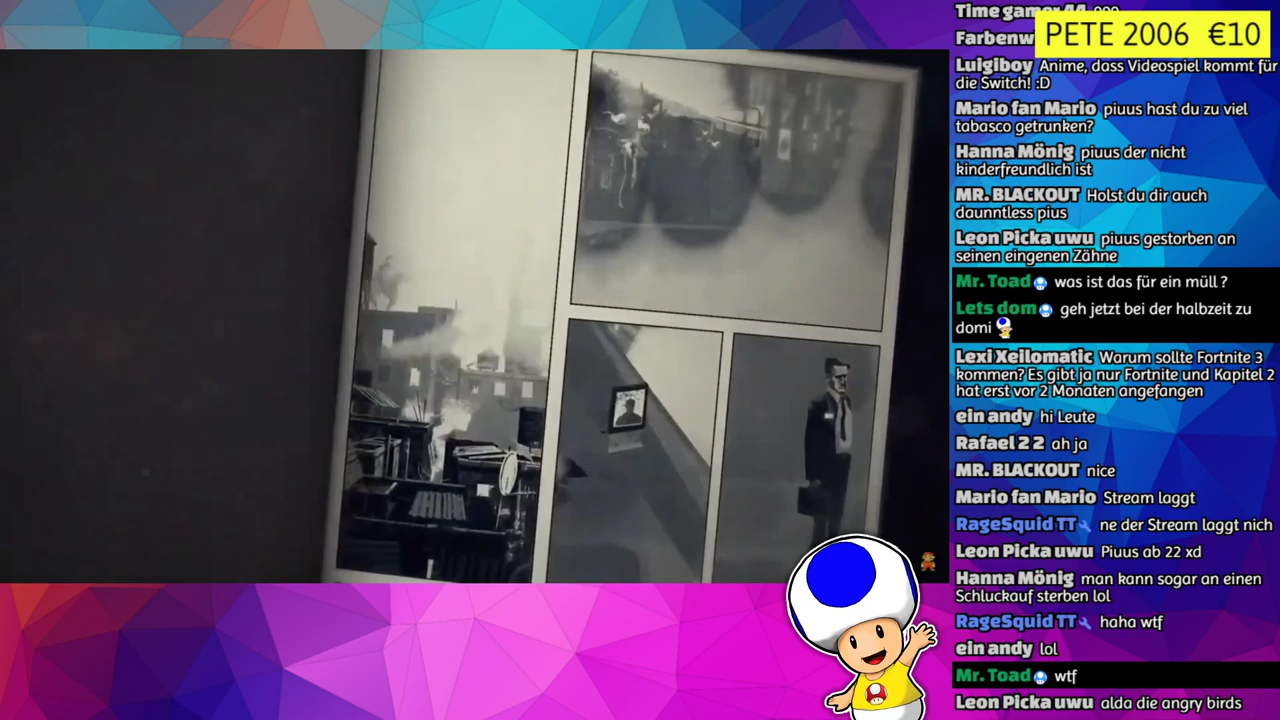 Time gamer 44 999
PETE 2006 €10
Farbenw
Luigiboy Anime, dass Videospiel kommt für
die Switch! :D
Mario fan Mario piuus hast du zu viel
tabasco getrunken?
Hanna Mönig piuus der nicht
kinderfreundlich ist
MR. BLACKOUT Holst du dir auch
daunntless pius
Leon Picka uwu piuus gestorben an
seinen eingenen Zähne
Mr. Toad was ist das für ein müll ?
Lets dom geh jetzt bei der halbzeit zu
domi
Lexi Xeilomatic Warum sollte Fortnite 3
kommen? Es gibt ja nur Fortnite und Kapitel 2
hat erst vor 2 Monaten angefangen
ein andy hi Leute
Rafael 2 2 ah ja
MR. BLACKOUT nice
Mario fan Mario Stream laggt
RageSquid TT ne der Stream laggt nich
Leon Picka uwu Piuus ab 22 xd
Hanna Mönig man kann sogar an einen
Schluckauf sterben lol
RageSquid TT haha wtf
ein andy lol
Mr. Toad wtf
Leon Picka uwu alda die angry birds